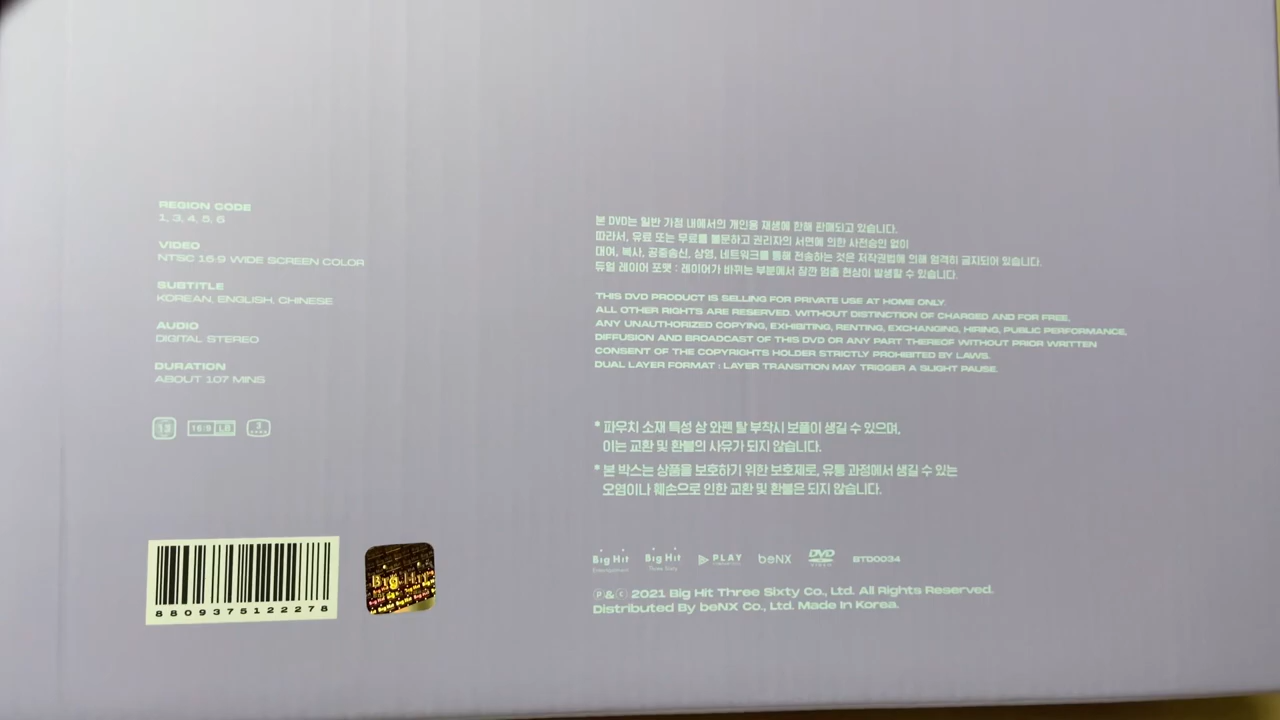 REGION CODE
1, 3, 4, 5, 6
VIDEO
NTSC 16:9 WIDE SCREEN COLOR
SUBTITLE
KOREAN, ENGLISH, CHINESE
AUDIO
DIGITAL STEREO
DURATION
ABOUT 107 MINS
13
16:9 LB
3
8809375122278
Big Hit
본 DVD는 일반 가정 내에서의 개인용 재생에 한해 판매되고 있습니다.
따라서, 유료 또는 무료를 불문하고 권리자의 서면에 의한 사전승인 없이
대여, 복사, 공중송신, 상영, 네트워크를 통해 전송하는 것은 저작권법에 의해 엄격히 금지되어 있습니다.
듀얼 레이어 포맷 : 레이어가 바뀌는 부분에서 잠깐 멈춤 현상이 발생할 수 있습니다.
THIS DVD PRODUCT IS SELLING FOR PRIVATE USE AT HOME ONLY.
ALL OTHER RIGHTS ARE RESERVED. WITHOUT DISTINCTION OF CHARGED AND FOR FREE,
ANY UNAUTHORIZED COPYING, EXHIBITING, RENTING, EXCHANGING, HIRING, PUBLIC PERFORMANCE,
DIFFUSION AND BROADCAST OF THIS DVD OR ANY PART THEREOF WITHOUT PRIOR WRITTEN
CONSENT OF THE COPYRIGHTS HOLDER STRICTLY PROHIBITED BY LAWS.
DUAL LAYER FORMAT : LAYER TRANSITION MAY TRIGGER A SLIGHT PAUSE.
* 파우치 소재 특성 상 와펜 탈 부착시 보풀이 생길 수 있으며,
이는 교환 및 환불의 사유가 되지 않습니다.
* 본 박스는 상품을 보호하기 위한 보호제로, 유통 과정에서 생길 수 있는
오염이나 훼손으로 인한 교환 및 환불은 되지 않습니다.
Big Hit Entertainment
Big Hit Three Sixty
PLAY
beNX
DVD VIDEO
BTD0034
Ⓟ&ⓒ 2021 Big Hit Three Sixty Co., Ltd. All Rights Reserved.
Distributed By beNX Co., Ltd. Made In Korea.